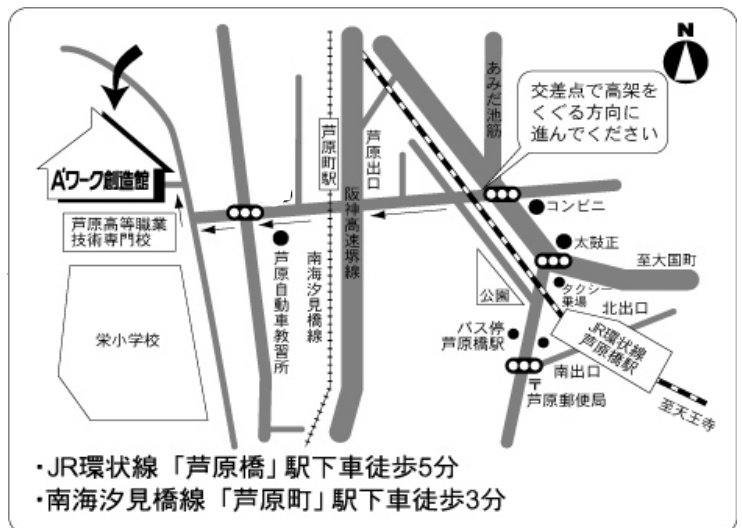 N
あみだ池筋
交差点で高架を
くぐる方向に
進んでください
芦原町駅
芦原出口
阪神高速堺線
A´ワーク創造館
芦原高等職業
技術専門校
コンビニ
太鼓正
至大国町
タクシー
乗場
北出口
公園
芦原自動車教習所
南海汐見橋線
栄小学校
バス停
芦原橋駅
JR環状線
芦原橋駅
南出口
〒
芦原郵便局
至天王寺
・JR環状線「芦原橋」駅下車徒歩5分
・南海汐見橋線「芦原町」駅下車徒歩3分